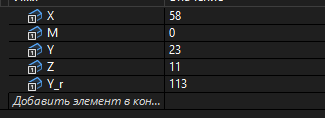 X 58
M 0
Y 23
Z 11
Y_r 113
Добавить элемент в кон...